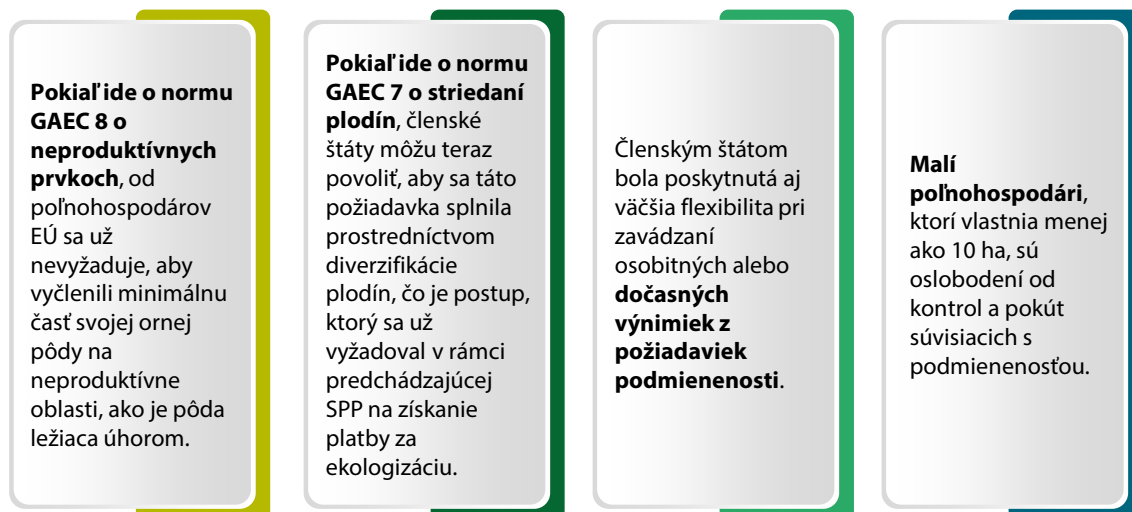 Pokiaľ ide o normu
GAEC 8 o
neproduktívnych
prvkoch, od
poľnohospodárov
EÚ sa už
nevyžaduje, aby
vyčlenili minimálnu
časť svojej ornej
pôdy na
neproduktívne
oblasti, ako je pôda
ležiaca úhorom.
Pokiaľ ide o normu
GAEC 7 o striedaní
plodín, členské
štáty môžu teraz
povoliť, aby sa táto
požiadavka splnila
prostredníctvom
diverzifikácie
plodín, čo je postup,
ktorý sa už
vyžadoval v rámci
predchádzajúcej
SPP na získanie
platby za
ekologizáciu.
Členským štátom
bola poskytnutá aj
väčšia flexibilita pri
zavádzaní
osobitných alebo
dočasných
výnimiek z
požiadaviek
podmienenosti.
Malí
poľnohospodári,
ktorí vlastnia menej
ako 10 ha, sú
oslobodení od
kontrol a pokút
súvisiacich s
podmienenosťou.